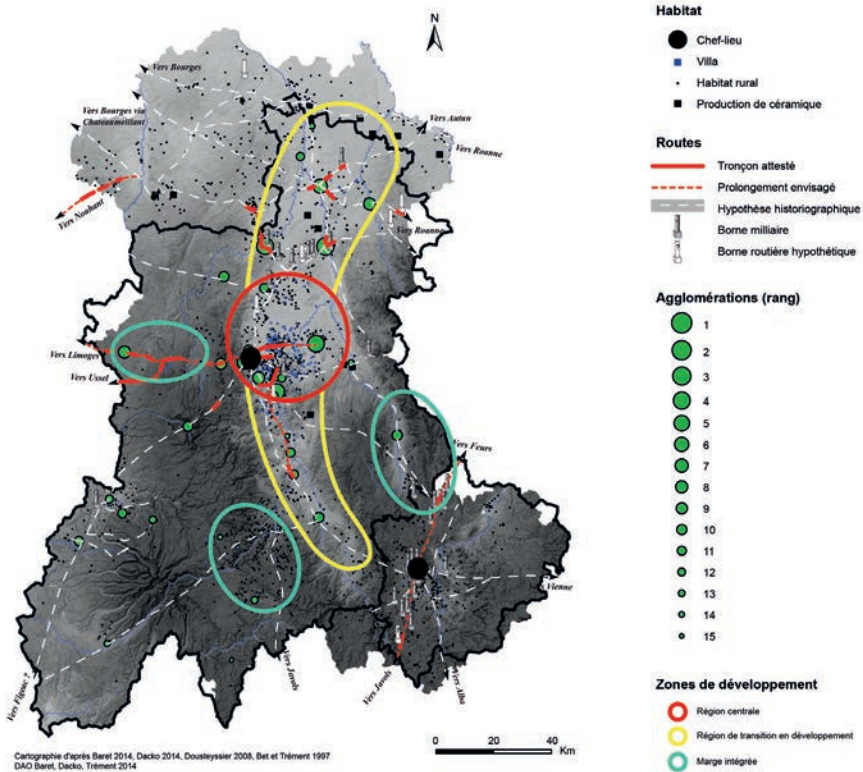 N
Vers Bourges
Vers Bourges via
Chateaumeillant
Vers Autun
Vers Roanne
Vers Nouhant
Vers Roanne
Vers Limoges
Vers Ussel
Vers Feurs
Vienne
Vers Figeac ?
Vers Javols
Vers Javols
Vers Alba
Cartographie d'après Baret 2014, Dacko 2014, Dousteyssier 2008, Bet et Trément 1997
DAO Baret, Dacko, Trément 2014
0 20 40
Km
Habitat
Chef-lieu
Villa
Habitat rural
Production de céramique
Routes
Tronçon attesté
Prolongement envisagé
Hypothèse historiographique
Borne milliaire
Borne routière hypothétique
Agglomérations (rang)
1
2
3
4
5
6
7
8
9
10
11
12
13
14
15
Zones de développement
Région centrale
Région de transition en développement
Marge intégrée